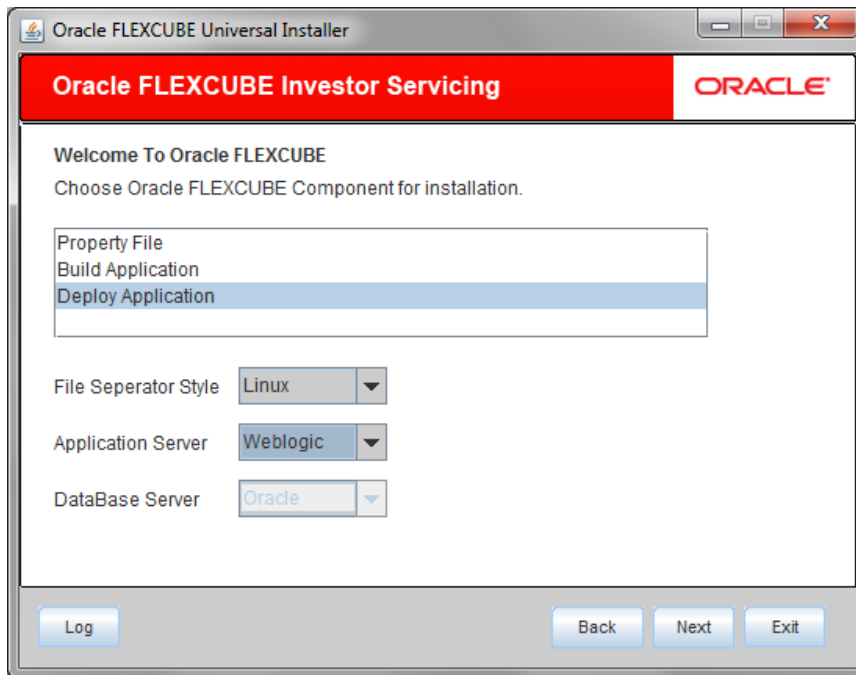 Oracle FLEXCUBE Universal Installer
Oracle FLEXCUBE Investor Servicing
ORACLE
Welcome To Oracle FLEXCUBE
Choose Oracle FLEXCUBE Component for installation.
Property File
Build Application
Deploy Application
File Seperator Style Linux
Application Server Weblogic
DataBase Server Oracle
Log Back Next Exit